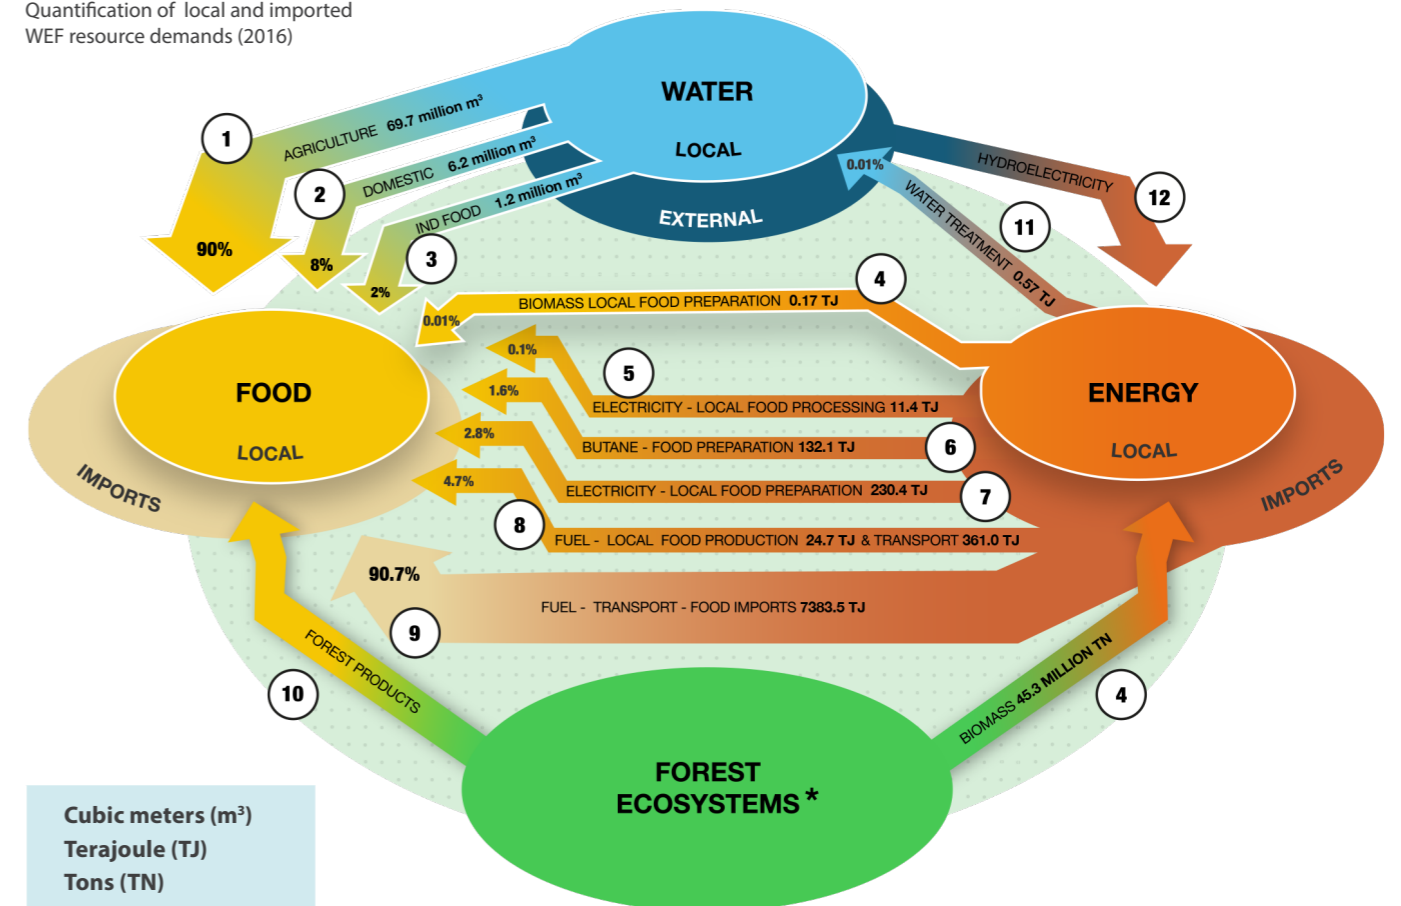 Quantification of local and imported
WEF resource demands (2016)
WATER
LOCAL
EXTERNAL
1
AGRICULTURE 69.7 million m³
90%
2
DOMESTIC 6.2 million m³
8%
3
IND FOOD 1.2 million m³
2%
0.01%
WATER TREATMENT 0.57 TJ
11
HYDROELECTRICITY
12
4
BIOMASS LOCAL FOOD PREPARATION 0.17 TJ
0.01%
0.1%
5
ELECTRICITY - LOCAL FOOD PROCESSING 11.4 TJ
1.6%
BUTANE - FOOD PREPARATION 132.1 TJ
6
2.8%
ELECTRICITY - LOCAL FOOD PREPARATION 230.4 TJ
7
4.7%
8
FUEL - LOCAL FOOD PRODUCTION 24.7 TJ & TRANSPORT 361.0 TJ
90.7%
FUEL - TRANSPORT - FOOD IMPORTS 7383.5 TJ
9
FOOD
LOCAL
IMPORTS
ENERGY
LOCAL
IMPORTS
FOREST PRODUCTS
10
BIOMASS 45.3 MILLION TN
4
FOREST
ECOSYSTEMS*
Cubic meters (m³)
Terajoule (TJ)
Tons (TN)